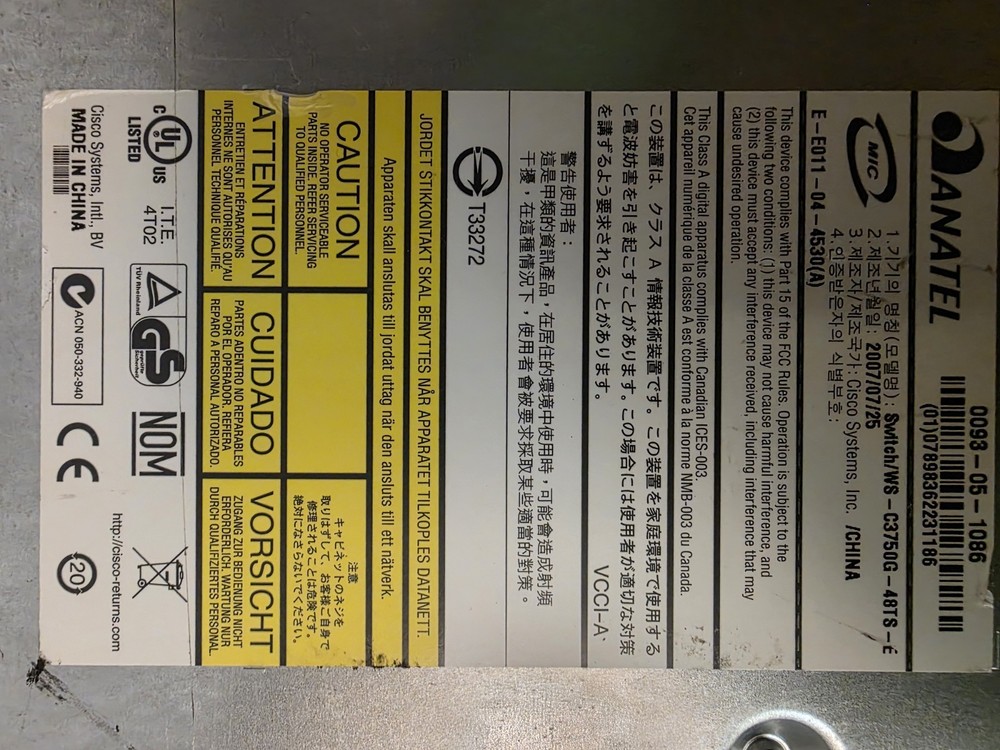 ANATEL
0093-05-1086
(01)07898362231186
MIC
1.기기의 명칭(모델명): Switch/WS-C3750G-48TS-E
2.제조년월일: 2007/07/25
3.제조자/제조국가: Cisco Systems, Inc. /CHINA
4.인증받은자의 식별부호:
E-E011-04-4530(A)
This device complies with Part 15 of the FCC Rules. Operation is subject to the
following two conditions: (1) this device may not cause harmful interference, and
(2) this device must accept any interference received, including interference that may
cause undesired operation.
This Class A digital apparatus complies with Canadian ICES-003.
Cet appareil numérique de la classe A est conforme à la norme NMB-003 du Canada.
この装置は、クラス A 情報技術装置です。この装置を家庭環境で使用する
と電波妨害を引き起こすことがあります。この場合には使用者が適切な対策
を講ずるよう要求されることがあります。 VCCI-A
警告使用者：
這是甲類的資訊產品，在居住的環境中使用時，可能會造成射頻
干擾，在這種情況下，使用者會被要求採取某些適當的對策。
T33272
JORDET STIKKONTAKT SKAL BENYTTES NÅR APPARATET TILKOPLES DATANETT.
Apparaten skall anslutas till jordat uttag när den ansluts till ett nätverk.
CAUTION
NO OPERATOR SERVICEABLE
PARTS INSIDE. REFER SERVICING
TO QUALIFIED PERSONNEL.
注意
キャビネットのネジを
取りはずして、お客様ご自身で
修理されることは危険です。
絶対になさらないでください。
ATTENTION
ENTRETIEN ET RÉPARATIONS
INTERNES NE SONT AUTORISÉS QU'AU
PERSONNEL TECHNIQUE QUALIFIÉ.
CUIDADO
PARTES ADENTRO NO REPARABLES
POR EL OPERADOR. REFIERA
REPARO A PERSONAL AUTORIZADO.
VORSICHT
ZUGANG ZUR BEDIENUNG NICHT
ERFORDERLICH. WARTUNG NUR
DURCH QUALIFIZIERTES PERSONAL.
C UL US
LISTED
I.T.E.
4T02
TÜV Rheinland
GS
geprüfte
Sicherheit
NOM
Cisco Systems, Intl., BV
MADE IN CHINA
ACN 050-332-940
CE
http://cisco-returns.com
20